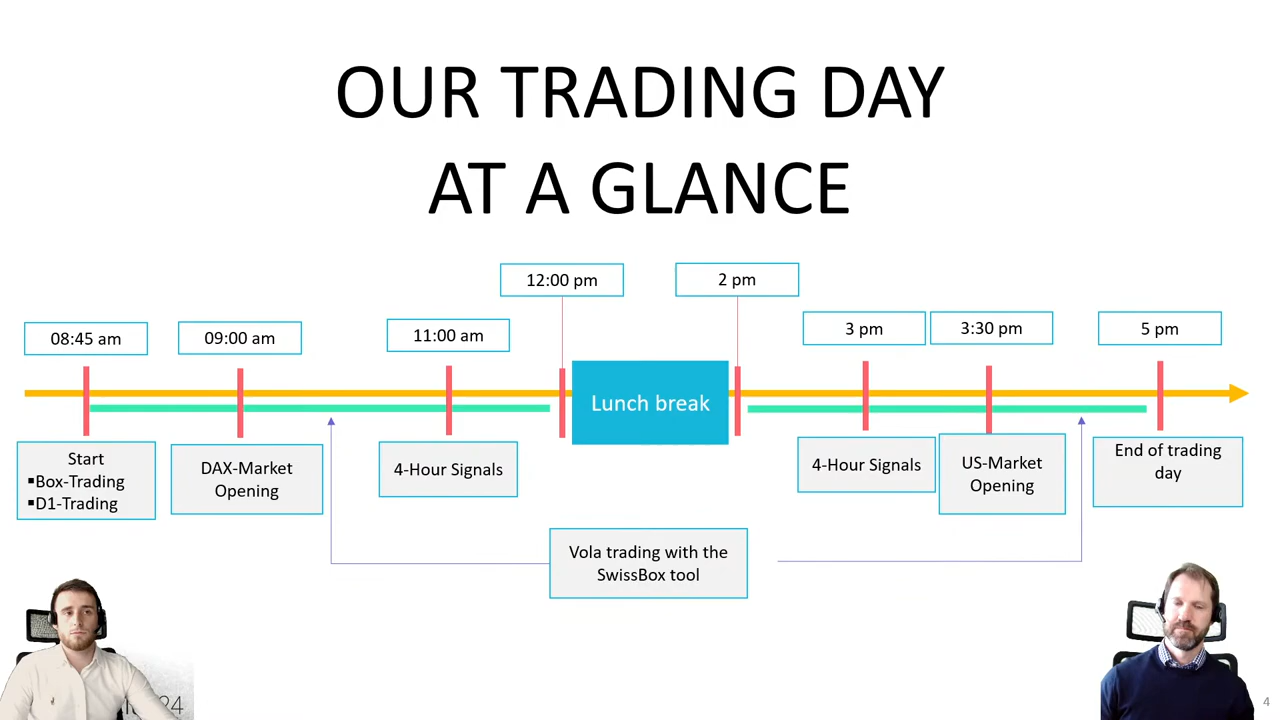 OUR TRADING DAY
AT A GLANCE
12:00 pm
2 pm
08:45 am
09:00 am
11:00 am
3 pm
3:30 pm
5 pm
Lunch break
Start
▪Box-Trading
▪D1-Trading
DAX-Market
Opening
4-Hour Signals
4-Hour Signals
US-Market
Opening
End of trading
day
Vola trading with the
SwissBox tool
24
4